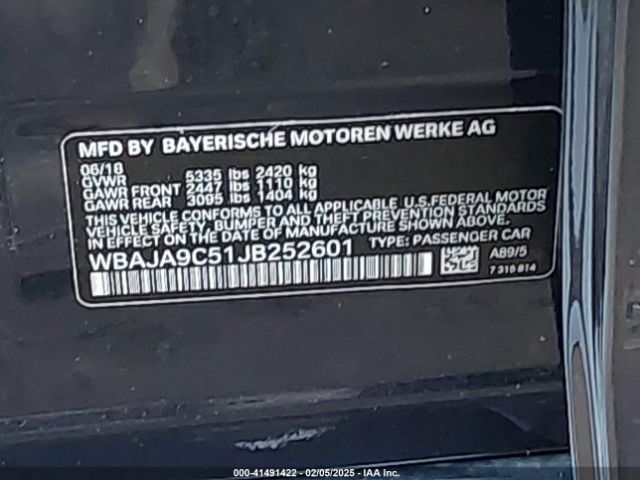 MFD BY BAYERISCHE MOTOREN WERKE AG
06/18
GVWR 5335 lbs 2420 kg
GAWR FRONT 2447 lbs 1110 kg
GAWR REAR 3095 lbs 1404 kg
THIS VEHICLE CONFORMS TO ALL APPLICABLE U.S. FEDERAL MOTOR
VEHICLE SAFETY, BUMPER AND THEFT PREVENTION STANDARDS
IN EFFECT ON THE DATE OF MANUFACTURE SHOWN ABOVE.
WBAJA9C51JB252601 TYPE: PASSENGER CAR
A89/5
7 319 814
000-41491422 - 02/05/2025 - IAA Inc.